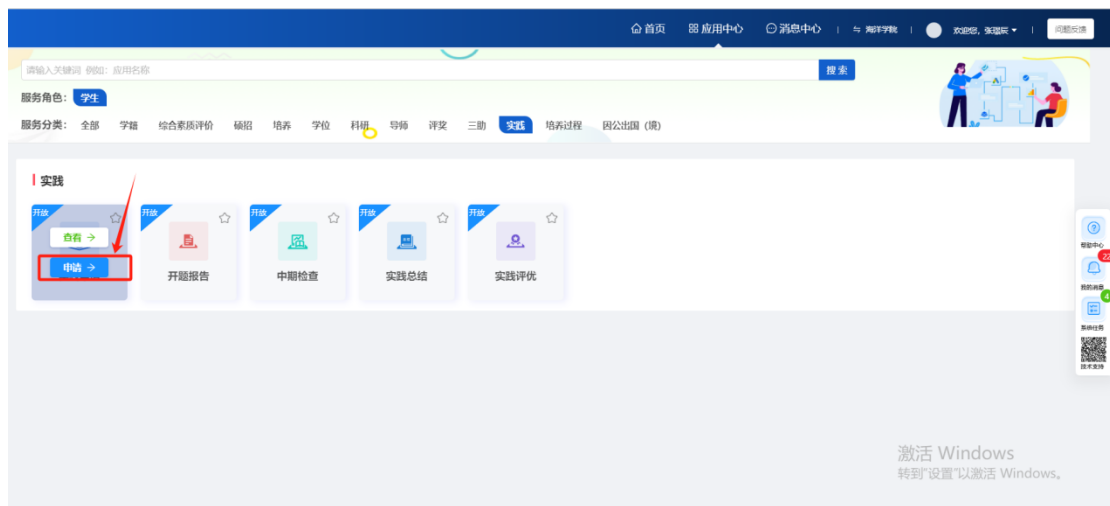 首页 应用中心 消息中心 海洋学院 欢迎您, 问题反馈
请输入关键词 例如：应用名称 搜索
服务角色： 学生
服务分类： 全部 学籍 综合素质评价 硕招 培养 学位 科研 导师 评奖 三助 实践 培养过程 因公出国（境）
实践
开放 开放 开放 开放 开放
查看 →
申请 →
开题报告 中期检查 实践总结 实践评优
帮助中心
22
我的消息
4
系统任务
技术支持
激活 Windows
转到"设置"以激活 Windows。